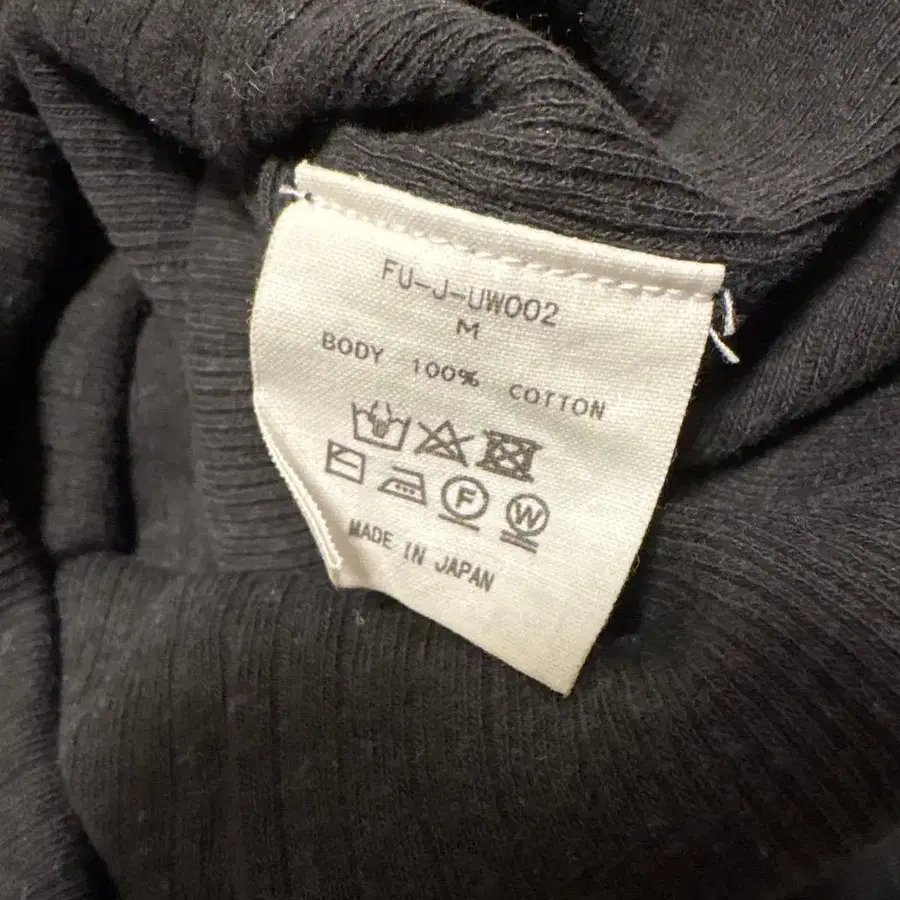 FU-J-UW002
M
BODY 100% COTTON
F W
MADE IN JAPAN